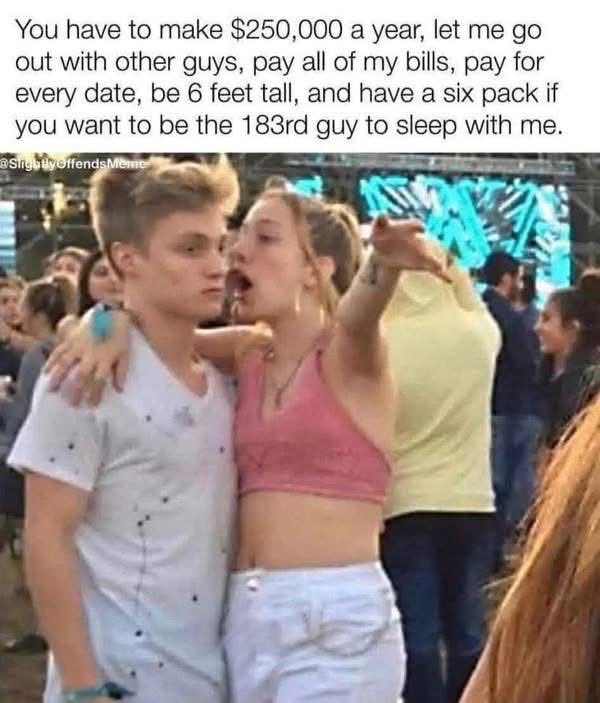 You have to make $250,000 a year, let me go
out with other guys, pay all of my bills, pay for
every date, be 6 feet tall, and have a six pack if
you want to be the 183rd guy to sleep with me.
@SlightlyOffendsMeme